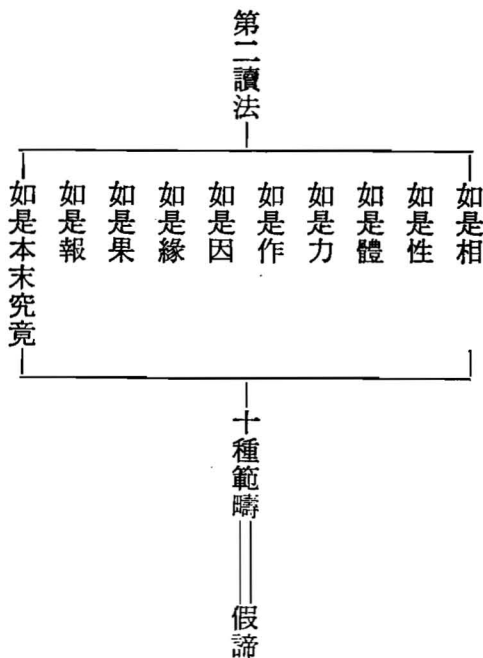 第二讀法
如是相
如是性
如是體
如是力
如是作
如是因
如是緣
如是果
如是報
如是本末究竟
十種範疇
假諦